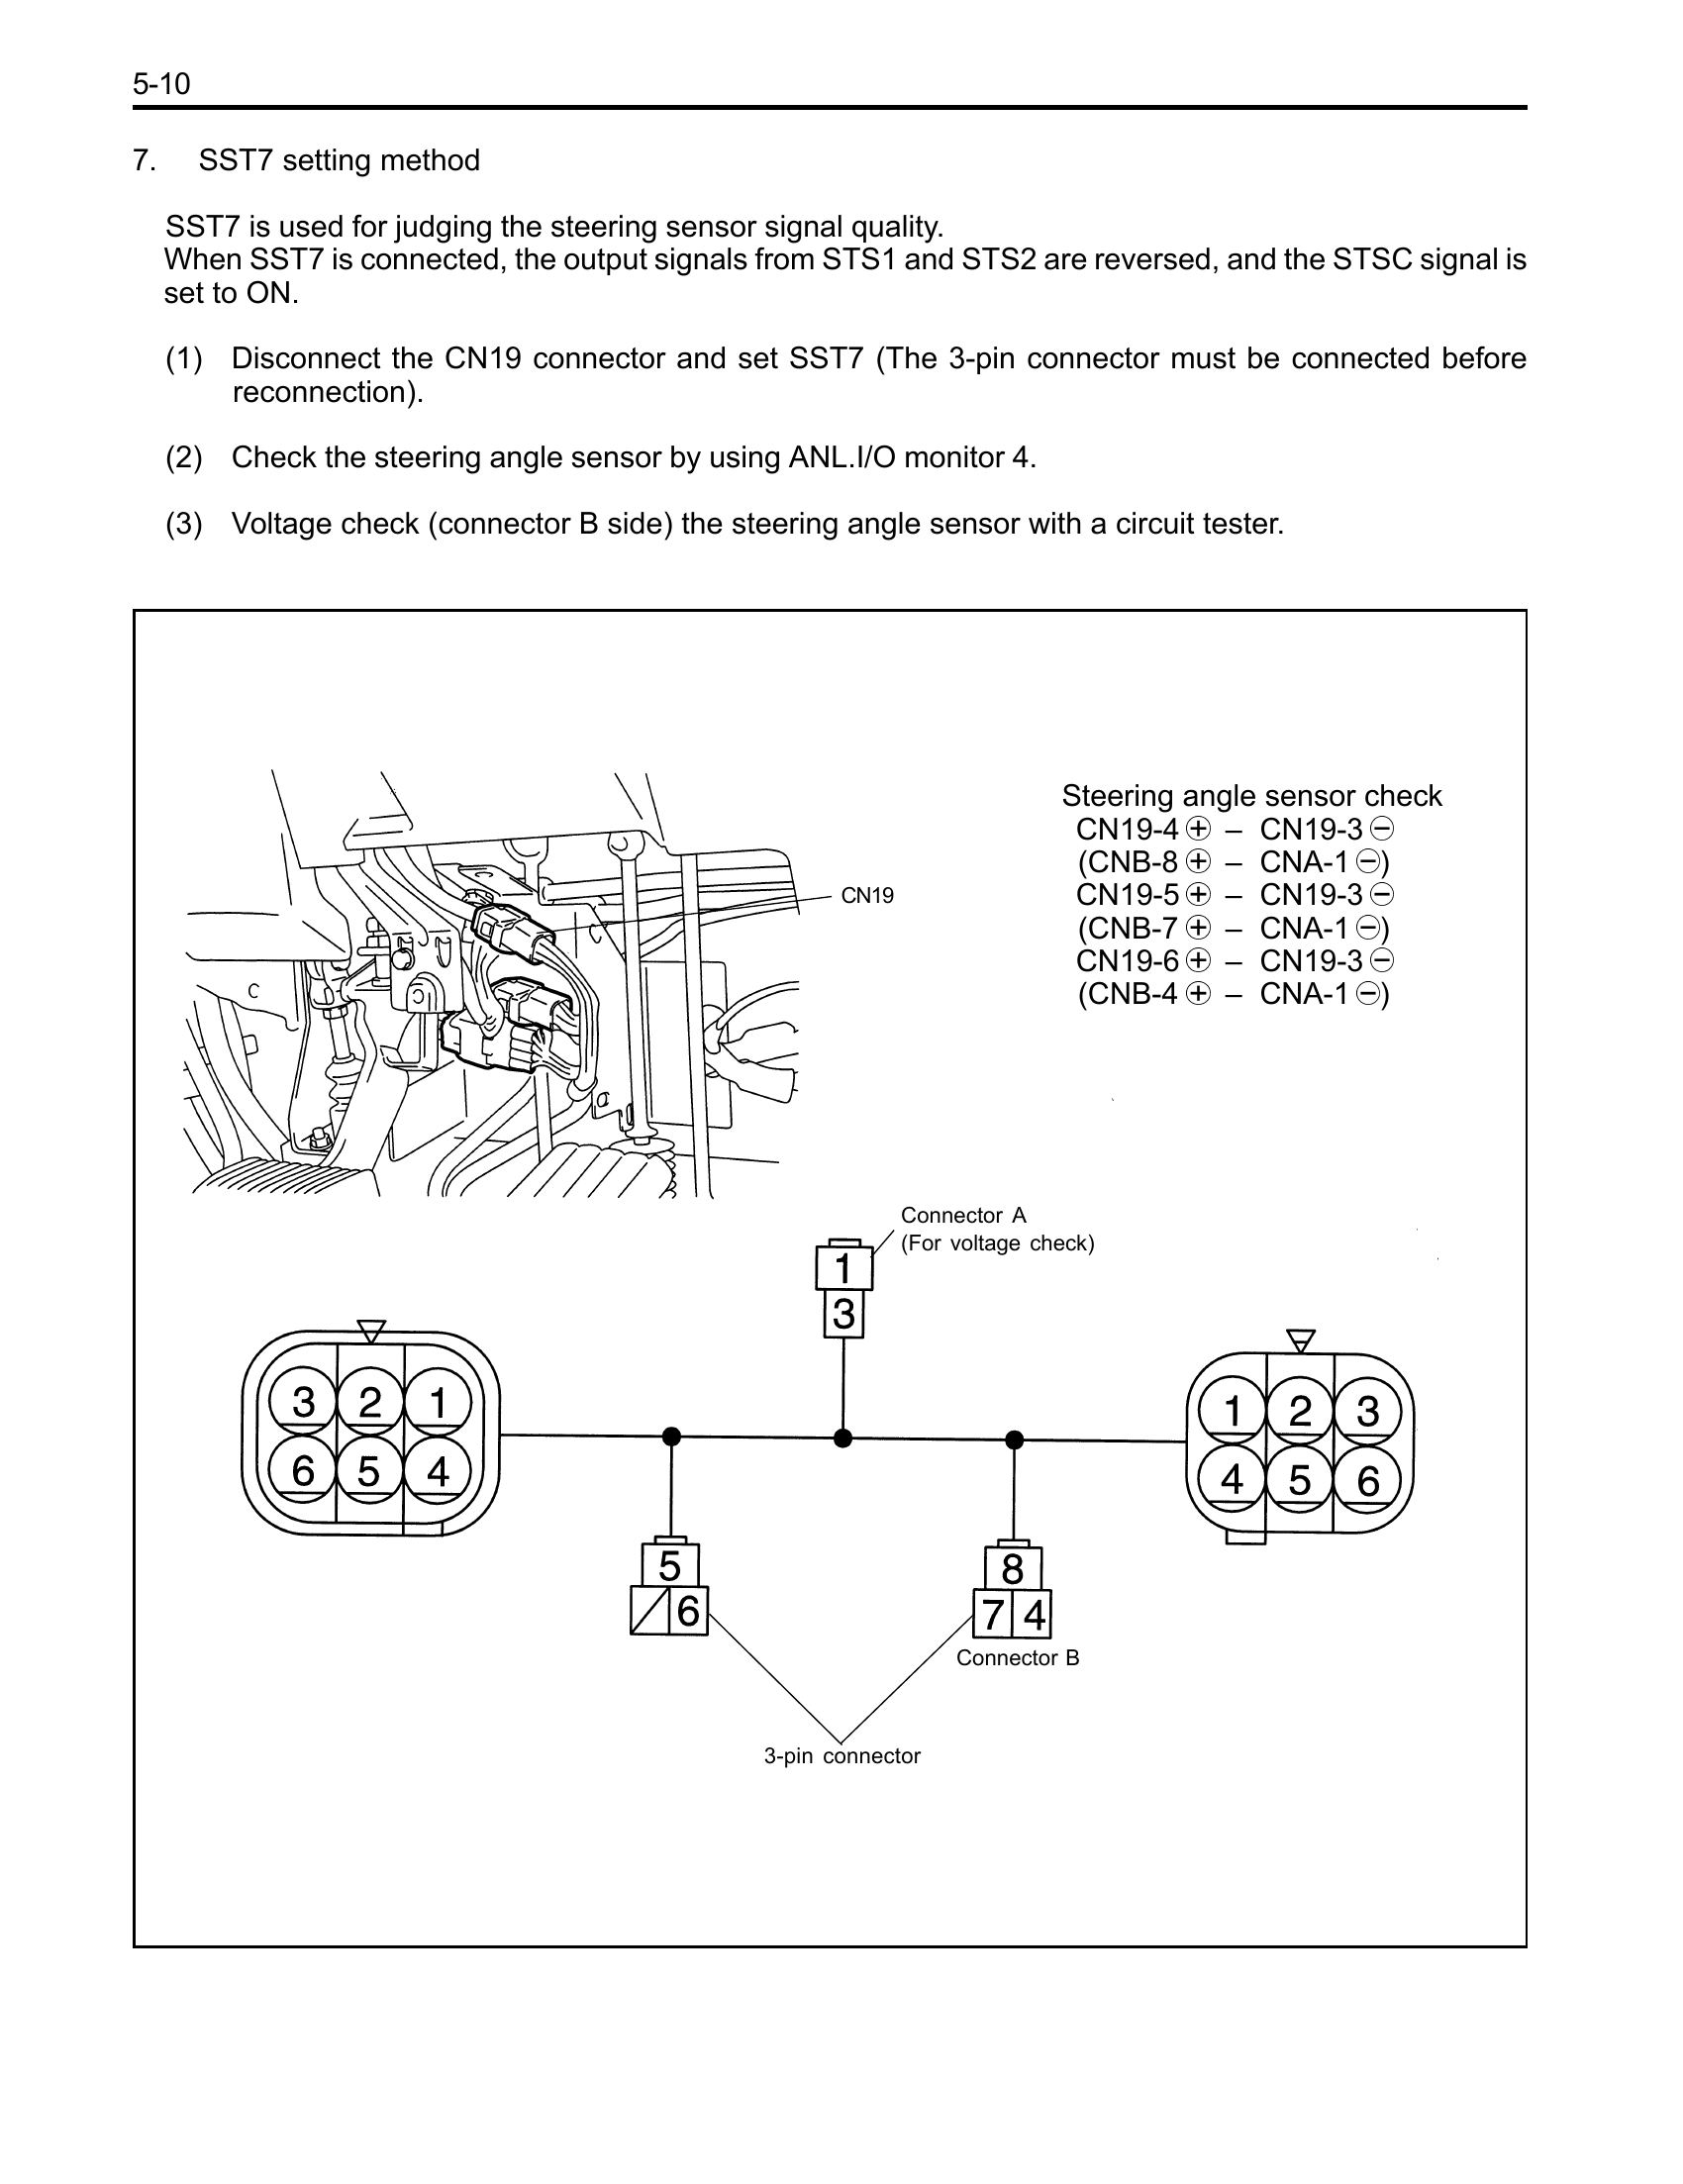 5-10
7. SST7 setting method
SST7 is used for judging the steering sensor signal quality.
When SST7 is connected, the output signals from STS1 and STS2 are reversed, and the STSC signal is
set to ON.
(1) Disconnect the CN19 connector and set SST7 (The 3-pin connector must be connected before
reconnection).
(2) Check the steering angle sensor by using ANL.I/O monitor 4.
(3) Voltage check (connector B side) the steering angle sensor with a circuit tester.
Steering angle sensor check
CN19-4 ⊕ – CN19-3 ⊖
(CNB-8 ⊕ – CNA-1 ⊖)
CN19-5 ⊕ – CN19-3 ⊖
(CNB-7 ⊕ – CNA-1 ⊖)
CN19-6 ⊕ – CN19-3 ⊖
(CNB-4 ⊕ – CNA-1 ⊖)
CN19
Connector A
(For voltage check)
1
3
3 2 1
6 5 4
1 2 3
4 5 6
5
6
8
7 4
Connector B
3-pin connector